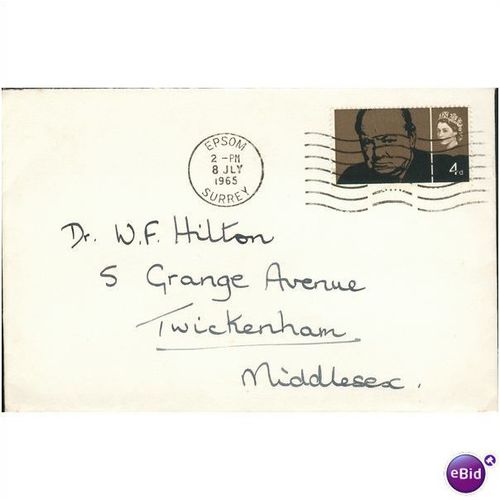 EPSOM
2 - PM
8 JLY
1965
SURREY
4d
Dr. W.F. Hilton
5 Grange Avenue
Twickenham.
Middlesex.
eBid